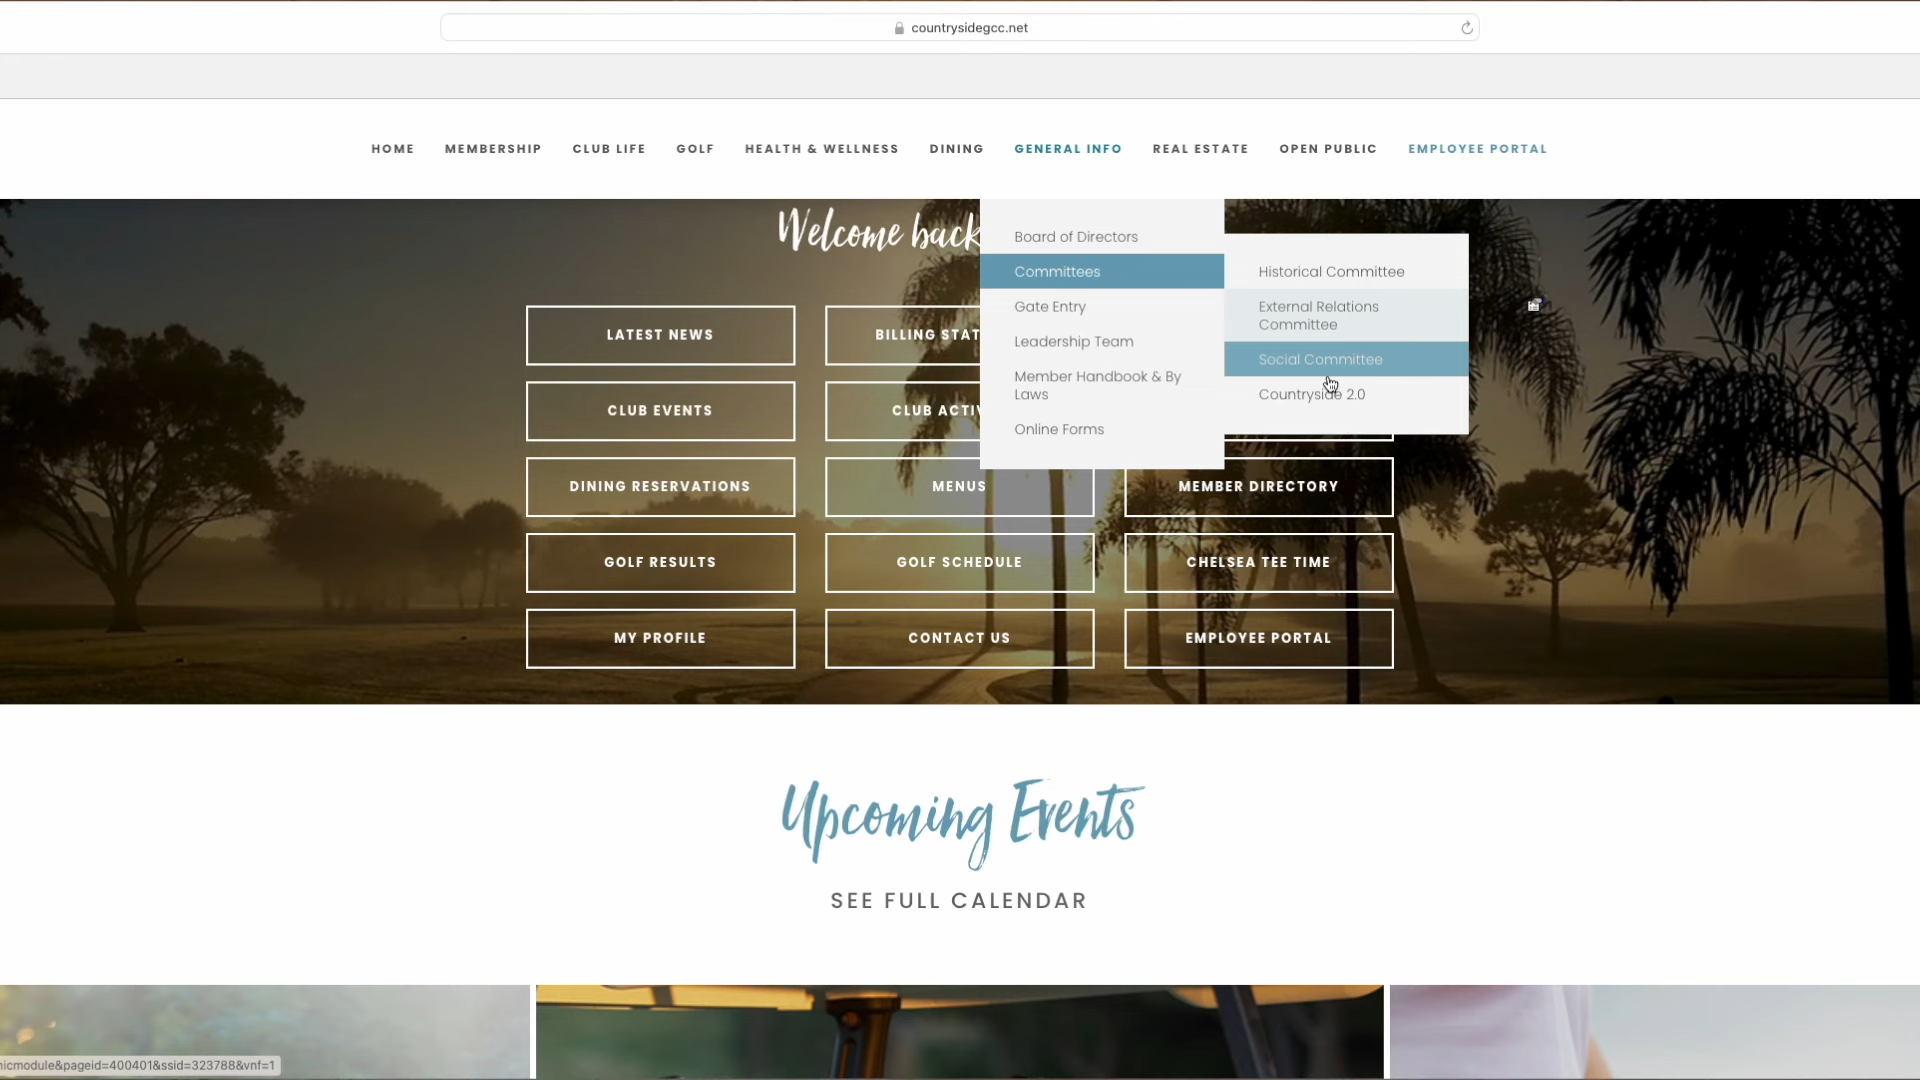 countrysidegcc.net
HOME MEMBERSHIP CLUB LIFE GOLF HEALTH & WELLNESS DINING GENERAL INFO REAL ESTATE OPEN PUBLIC EMPLOYEE PORTAL
Welcome back
Board of Directors
Committees
Gate Entry
Leadership Team
Member Handbook & By
Laws
Online Forms
Historical Committee
External Relations
Committee
Social Committee
Countryside 2.0
LATEST NEWS BILLING STAT
CLUB EVENTS CLUB ACTIV
DINING RESERVATIONS MENUS MEMBER DIRECTORY
GOLF RESULTS GOLF SCHEDULE CHELSEA TEE TIME
MY PROFILE CONTACT US EMPLOYEE PORTAL
Upcoming Events
SEE FULL CALENDAR
nicmodule&pageid=400401&ssid=323788&vnf=1